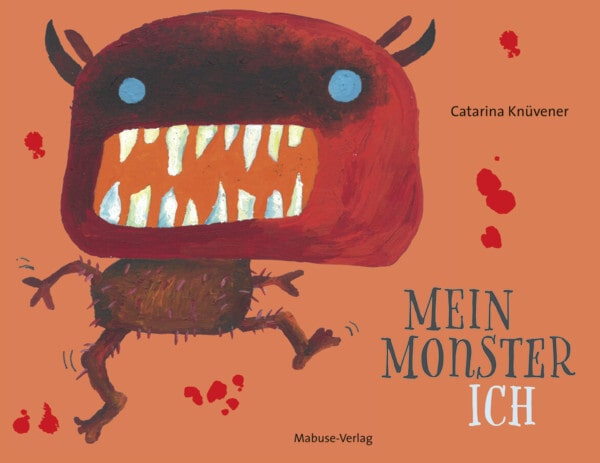 Catarina Knüvener
MEIN
MONSTER
ICH
Mabuse-Verlag